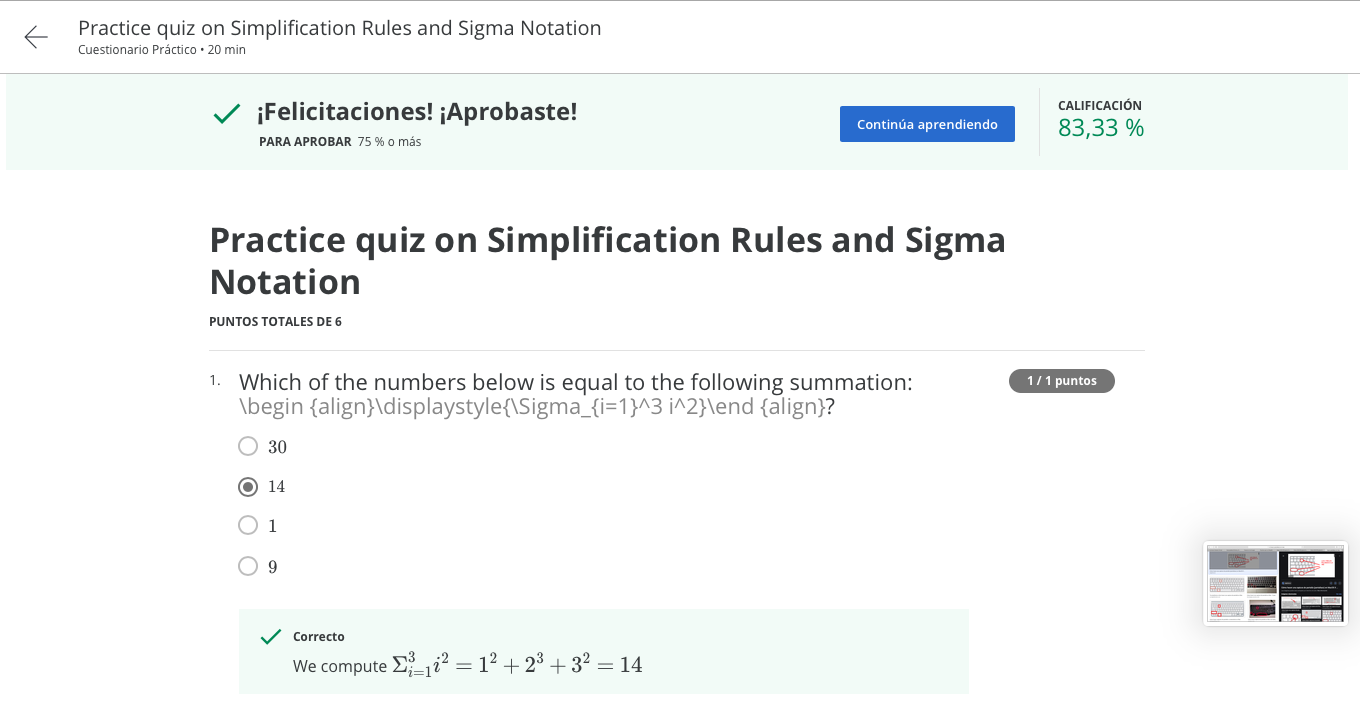 Practice quiz on Simplification Rules and Sigma Notation
Cuestionario Práctico • 20 min
¡Felicitaciones! ¡Aprobaste!
PARA APROBAR 75 % o más
Continúa aprendiendo
CALIFICACIÓN
83,33 %
Practice quiz on Simplification Rules and Sigma
Notation
PUNTOS TOTALES DE 6
1. Which of the numbers below is equal to the following summation:
\begin {align}\displaystyle{\Sigma_{i=1}^3 i^2}\end {align}?
1 / 1 puntos
30
14
1
9
Correcto
We compute $\Sigma_{i=1}^{3} i^2 = 1^2 + 2^3 + 3^2 = 14$